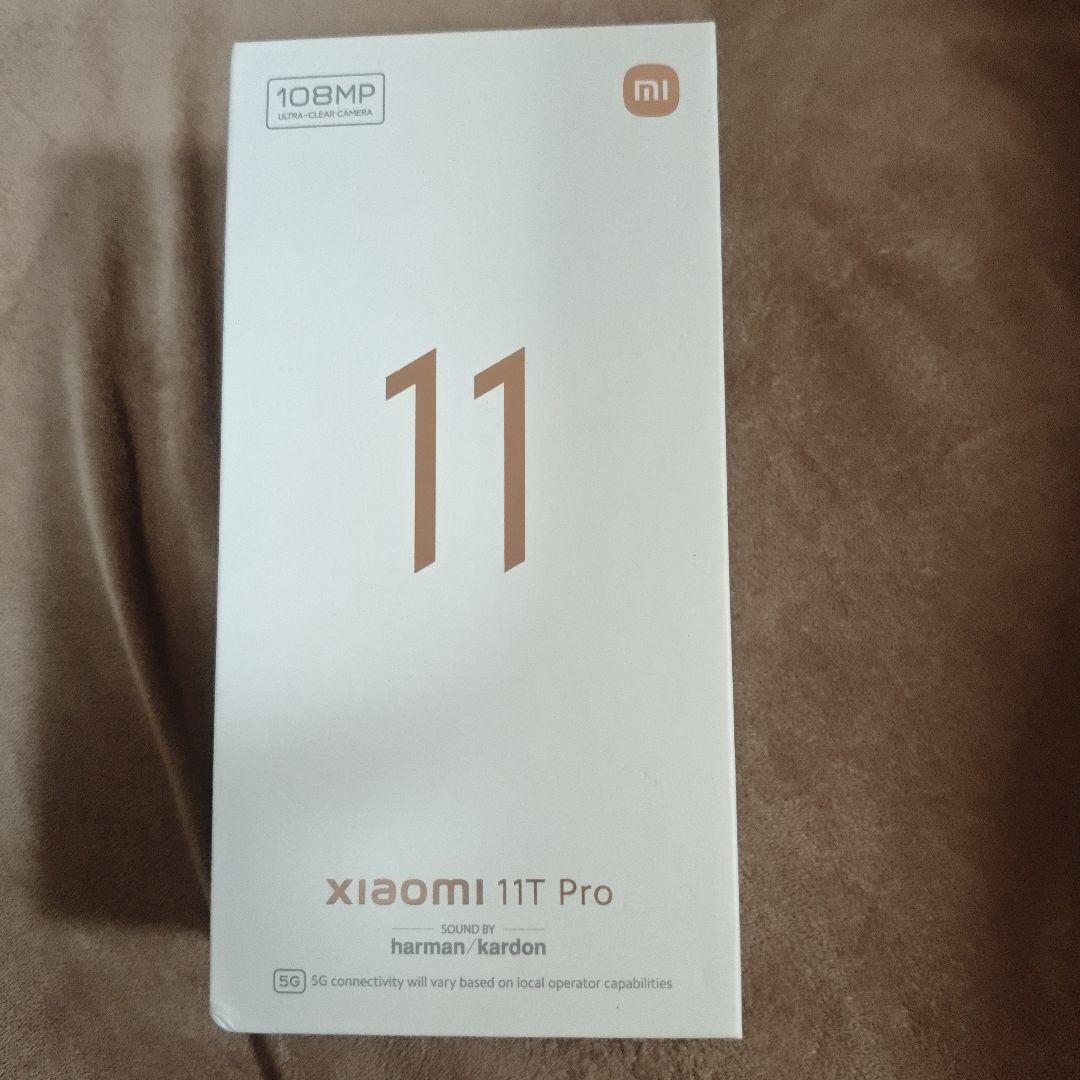 108MP
ULTRA-CLEAR CAMERA
mi
11
xiaomi 11T Pro
SOUND BY
harman/kardon
5G 5G connectivity will vary based on local operator capabilities